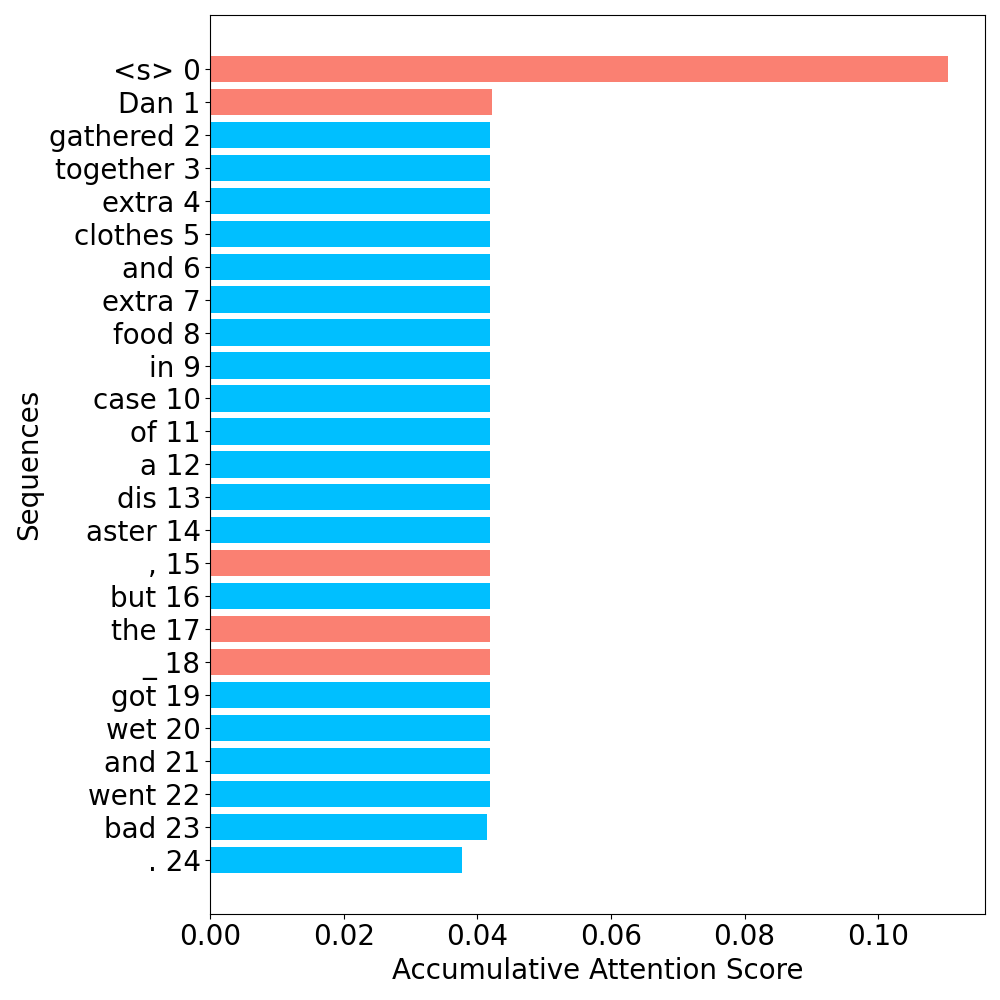 <s> 0
Dan 1
gathered 2
together 3
extra 4
clothes 5
and 6
extra 7
food 8
in 9
case 10
of 11
a 12
dis 13
aster 14
, 15
but 16
the 17
_ 18
got 19
wet 20
and 21
went 22
bad 23
. 24
Sequences
0.00 0.02 0.04 0.06 0.08 0.10
Accumulative Attention Score